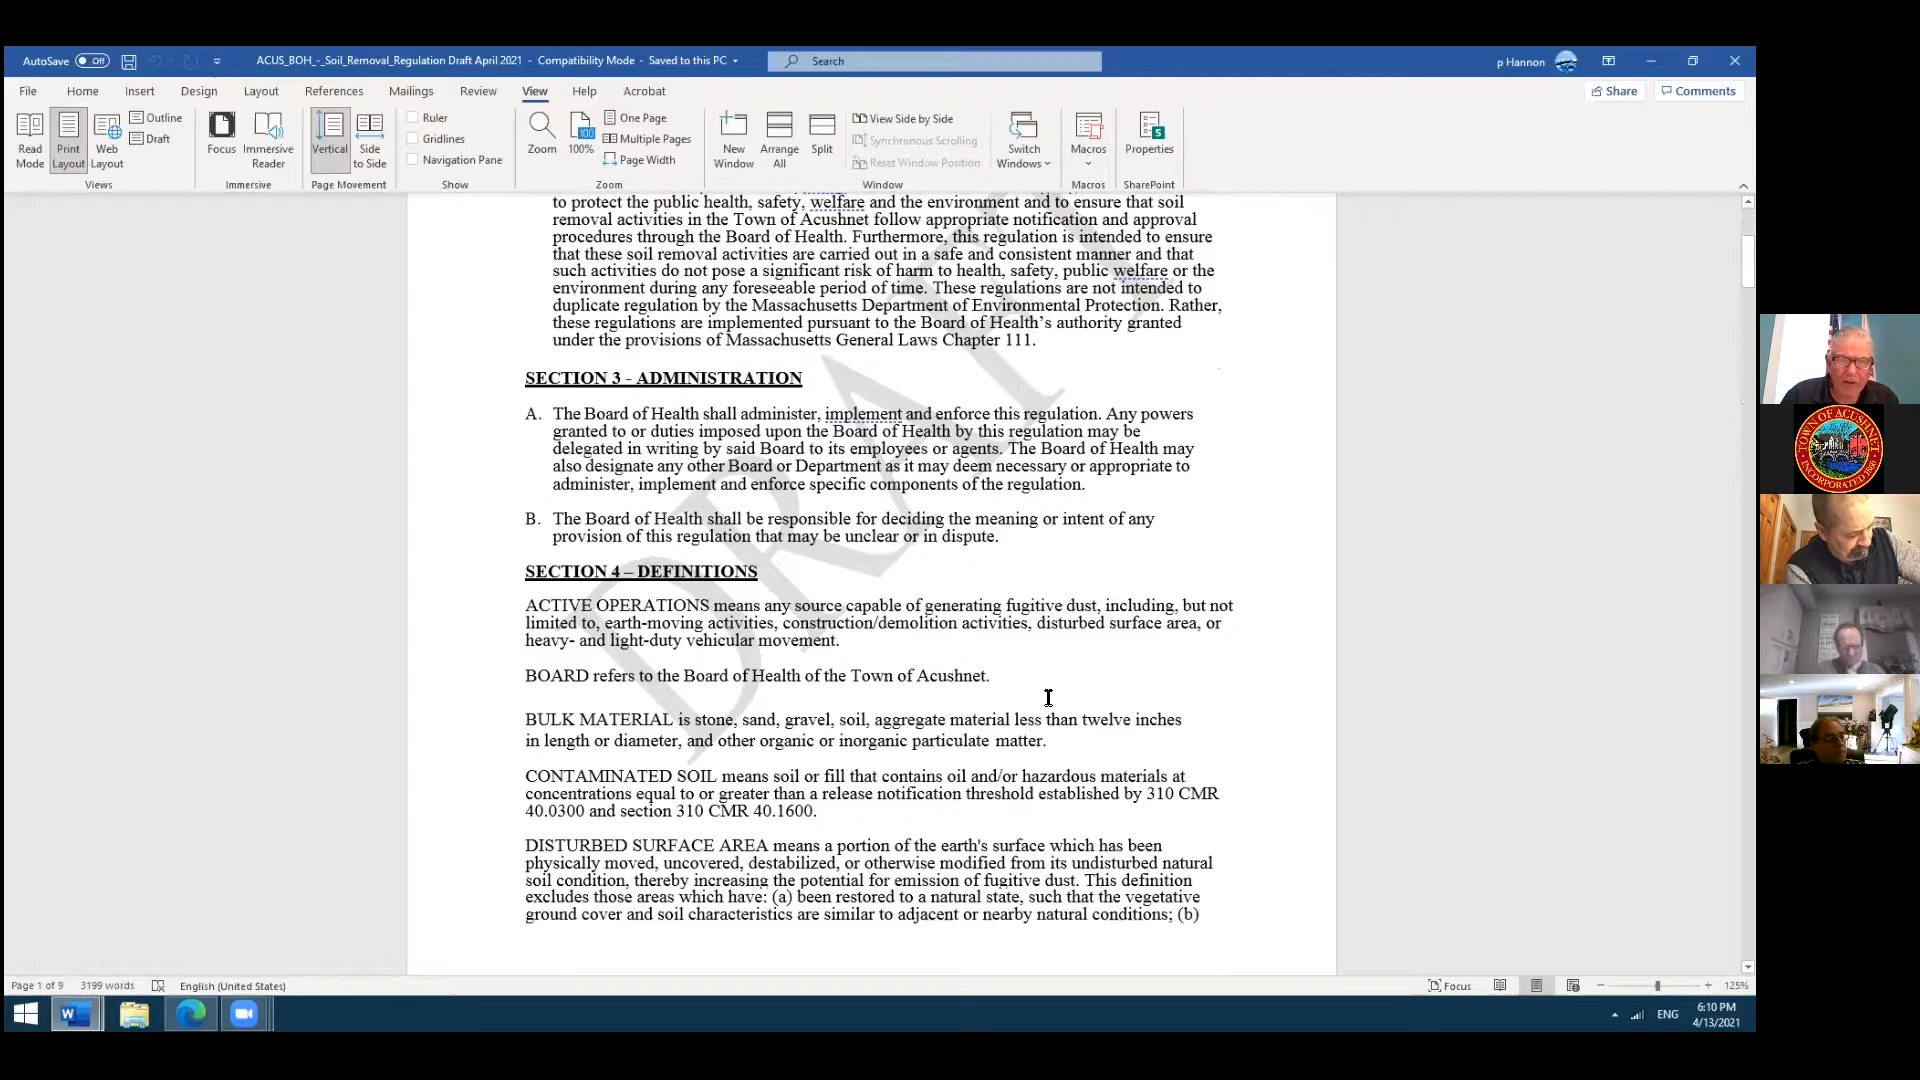 AutoSave Off
ACUS_BOH_-_Soil_Removal_Regulation Draft April 2021 - Compatibility Mode - Saved to this PC
Search
p Hannon
File Home Insert Design Layout References Mailings Review View Help Acrobat
Share Comments
Read Mode
Print Layout
Web Layout
Outline
Draft
Views
Focus
Immersive Reader
Immersive
Vertical
Side to Side
Page Movement
Ruler
Gridlines
Navigation Pane
Show
Zoom
100
100%
One Page
Multiple Pages
Page Width
Zoom
New Window
Arrange All
Split
View Side by Side
Synchronous Scrolling
Reset Window Position
Window
Switch Windows
Macros
Macros
Properties
SharePoint
DRAFT
to protect the public health, safety, welfare and the environment and to ensure that soil
removal activities in the Town of Acushnet follow appropriate notification and approval
procedures through the Board of Health. Furthermore, this regulation is intended to ensure
that these soil removal activities are carried out in a safe and consistent manner and that
such activities do not pose a significant risk of harm to health, safety, public welfare or the
environment during any foreseeable period of time. These regulations are not intended to
duplicate regulation by the Massachusetts Department of Environmental Protection. Rather,
these regulations are implemented pursuant to the Board of Health’s authority granted
under the provisions of Massachusetts General Laws Chapter 111.
SECTION 3 - ADMINISTRATION
A. The Board of Health shall administer, implement and enforce this regulation. Any powers
granted to or duties imposed upon the Board of Health by this regulation may be
delegated in writing by said Board to its employees or agents. The Board of Health may
also designate any other Board or Department as it may deem necessary or appropriate to
administer, implement and enforce specific components of the regulation.
B. The Board of Health shall be responsible for deciding the meaning or intent of any
provision of this regulation that may be unclear or in dispute.
SECTION 4 – DEFINITIONS
ACTIVE OPERATIONS means any source capable of generating fugitive dust, including, but not
limited to, earth-moving activities, construction/demolition activities, disturbed surface area, or
heavy- and light-duty vehicular movement.
BOARD refers to the Board of Health of the Town of Acushnet.
BULK MATERIAL is stone, sand, gravel, soil, aggregate material less than twelve inches
in length or diameter, and other organic or inorganic particulate matter.
CONTAMINATED SOIL means soil or fill that contains oil and/or hazardous materials at
concentrations equal to or greater than a release notification threshold established by 310 CMR
40.0300 and section 310 CMR 40.1600.
DISTURBED SURFACE AREA means a portion of the earth's surface which has been
physically moved, uncovered, destabilized, or otherwise modified from its undisturbed natural
soil condition, thereby increasing the potential for emission of fugitive dust. This definition
excludes those areas which have: (a) been restored to a natural state, such that the vegetative
ground cover and soil characteristics are similar to adjacent or nearby natural conditions; (b)
TOWN OF ACUSHNET
INCORPORATED 1860
Page 1 of 9 3199 words English (United States)
Focus
125%
ENG
6:10 PM
4/13/2021